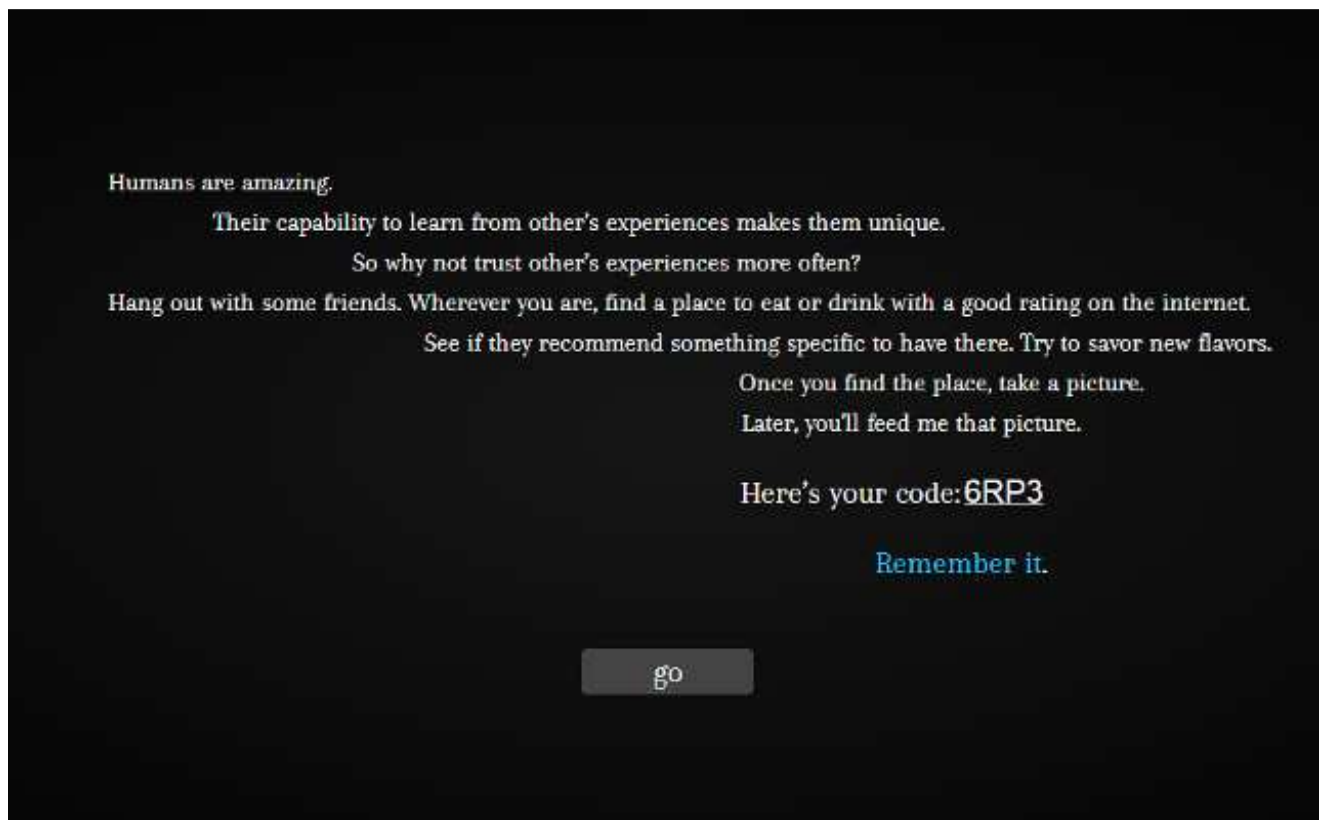 Humans are amazing.
Their capability to learn from other's experiences makes them unique.
So why not trust other's experiences more often?
Hang out with some friends. Wherever you are, find a place to eat or drink with a good rating on the internet.
See if they recommend something specific to have there. Try to savor new flavors.
Once you find the place, take a picture.
Later, you'll feed me that picture.
Here's your code: 6RP3
Remember it.
go